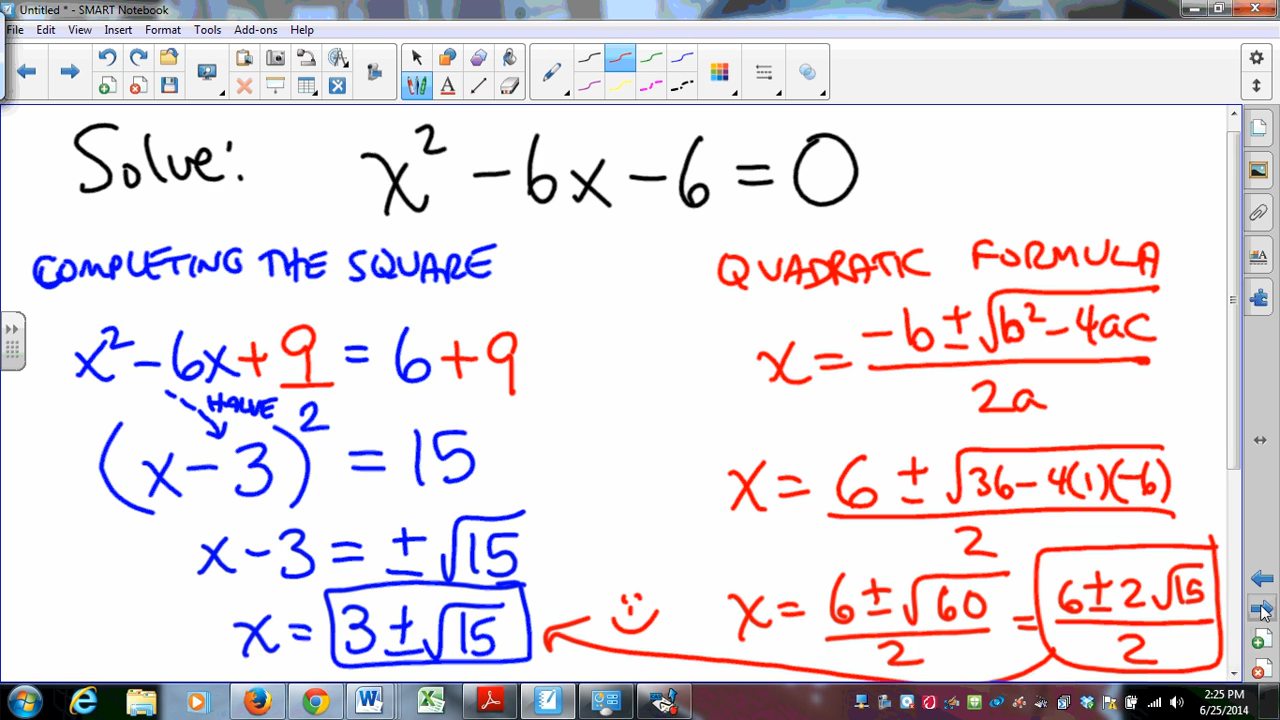 Untitled * - SMART Notebook
File Edit View Insert Format Tools Add-ons Help
Solve: x² - 6x - 6 = 0
COMPLETING THE SQUARE
x² - 6x + 9 = 6 + 9
HALVE
(x - 3)² = 15
x - 3 = ± √15
x = 3 ± √15
QUADRATIC FORMULA
x = (-b ± √(b² - 4ac)) / 2a
x = (6 ± √(36 - 4(1)(-6))) / 2
x = (6 ± √60) / 2 = (6 ± 2√15) / 2
2:25 PM
6/25/2014